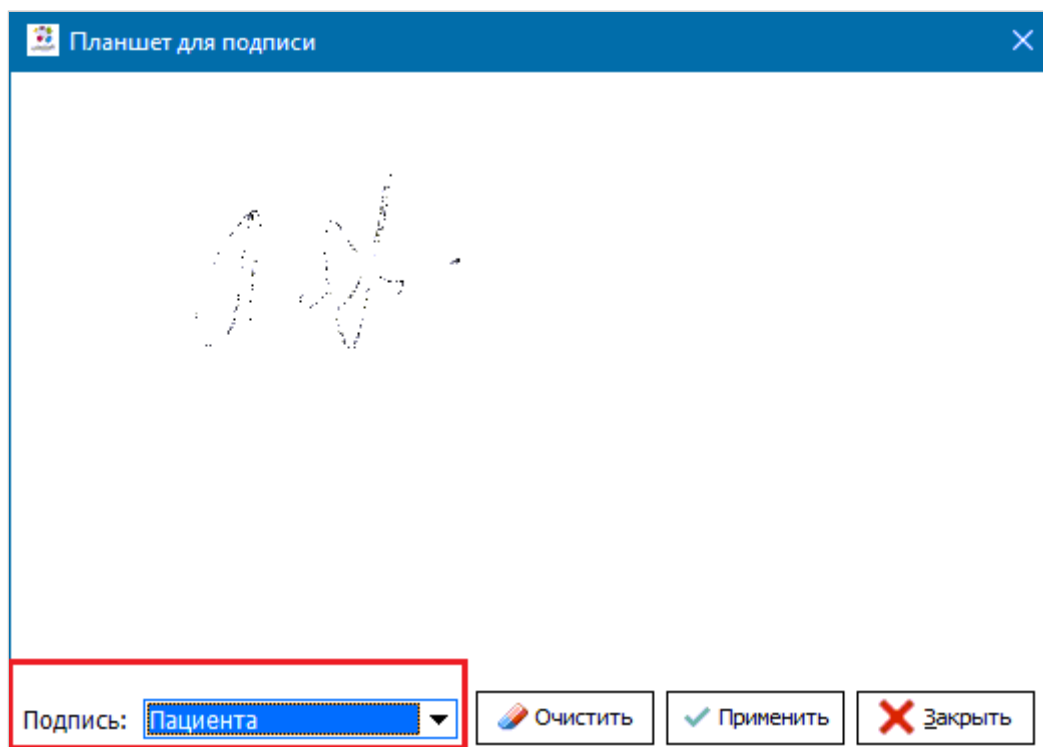 Планшет для подписи
Подпись: Пациента Очистить Применить Закрыть